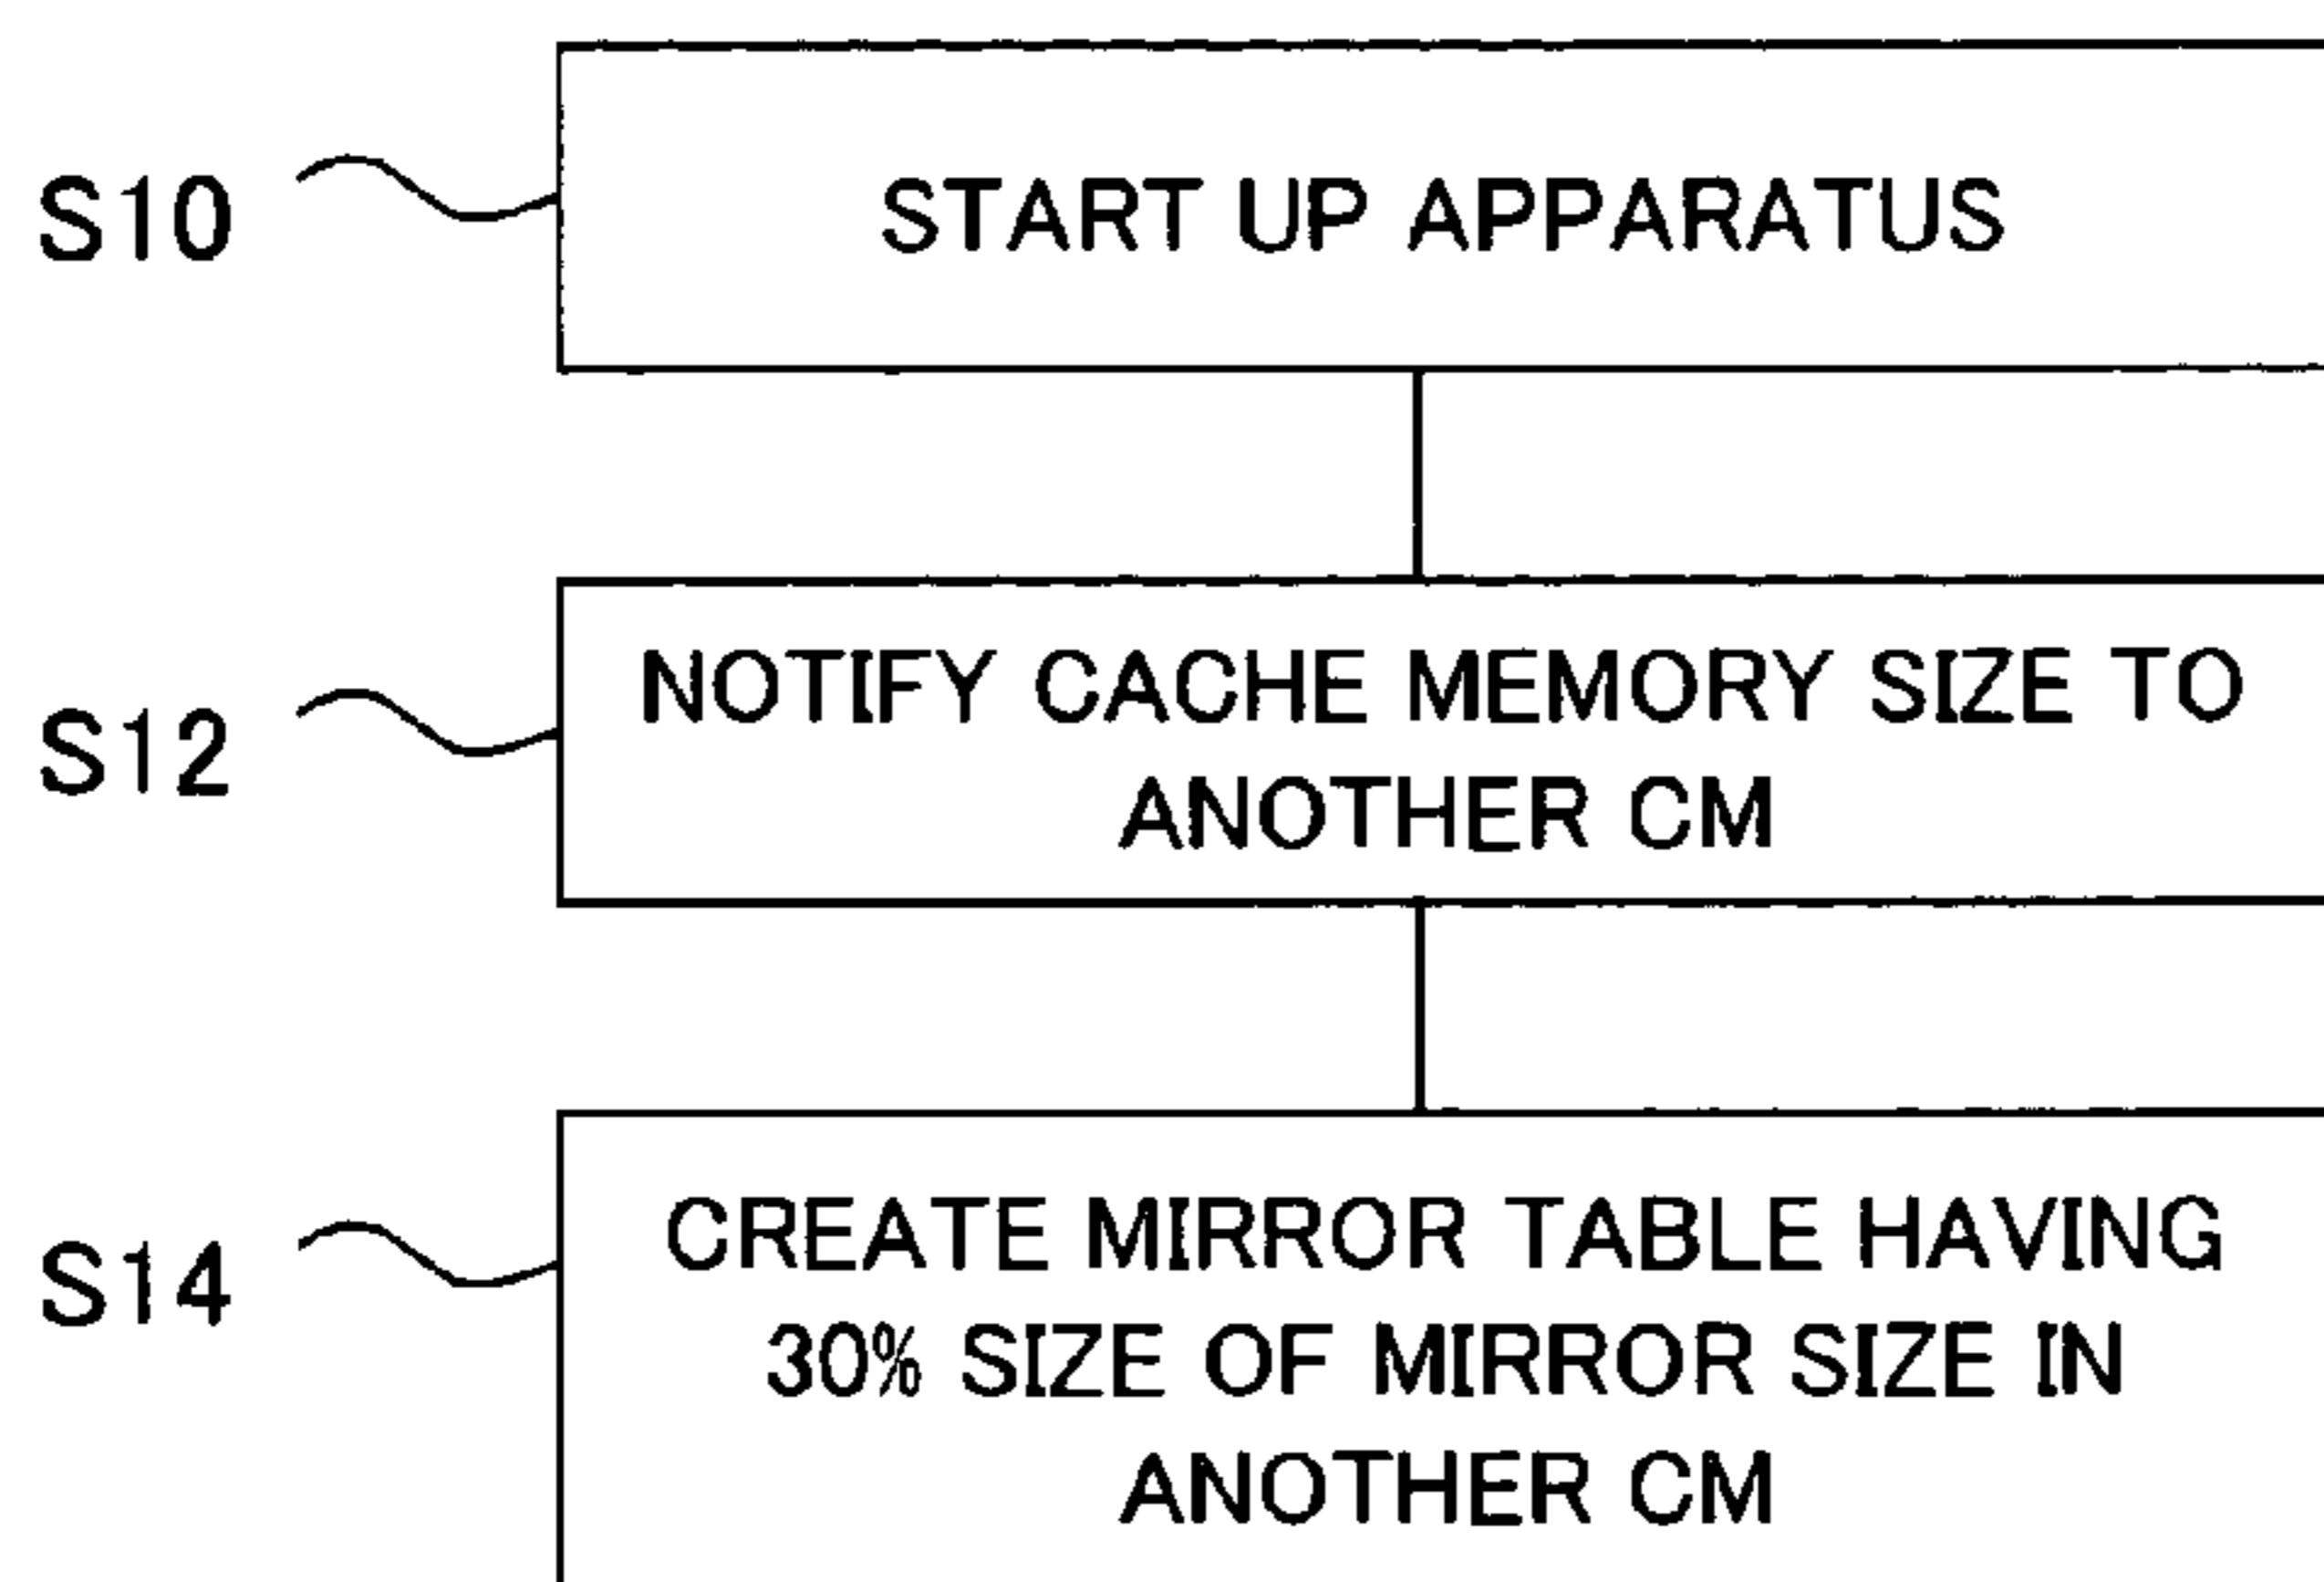 S10
START UP APPARATUS
S12
NOTIFY CACHE MEMORY SIZE TO
ANOTHER CM
S14
CREATE MIRROR TABLE HAVING
30% SIZE OF MIRROR SIZE IN
ANOTHER CM